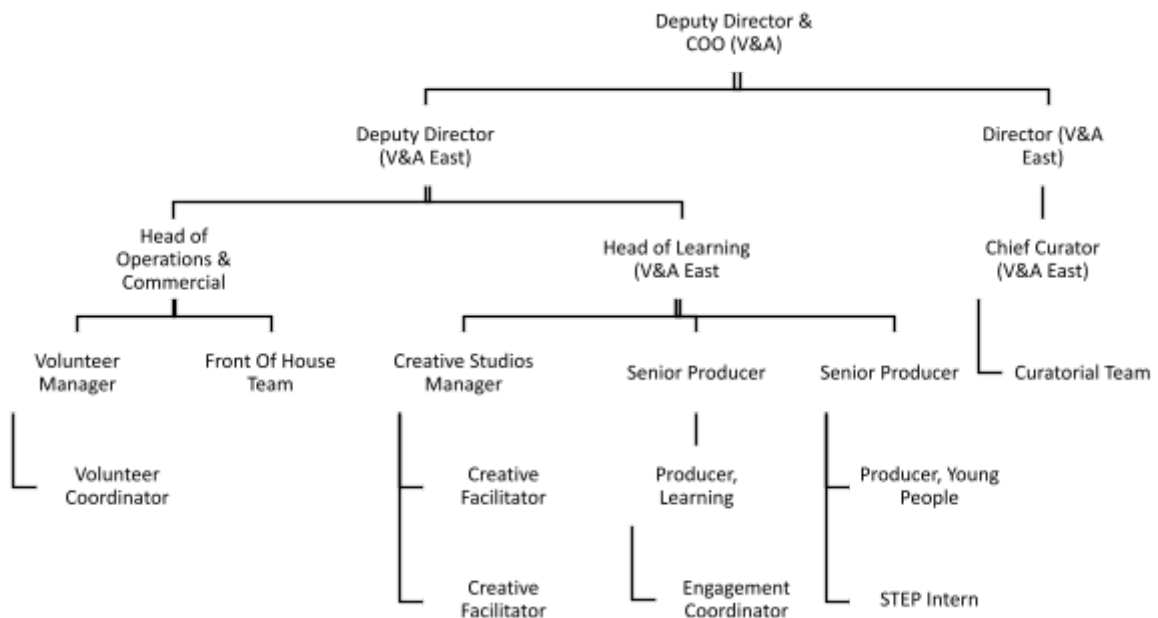 Deputy Director &
COO (V&A)
Deputy Director
(V&A East)
Director (V&A
East)
Head of
Operations &
Commercial
Head of Learning
(V&A East
Chief Curator
(V&A East)
Volunteer
Manager
Front Of House
Team
Creative Studios
Manager
Senior Producer
Senior Producer
Curatorial Team
Volunteer
Coordinator
Creative
Facilitator
Producer,
Learning
Producer, Young
People
Creative
Facilitator
Engagement
Coordinator
STEP Intern